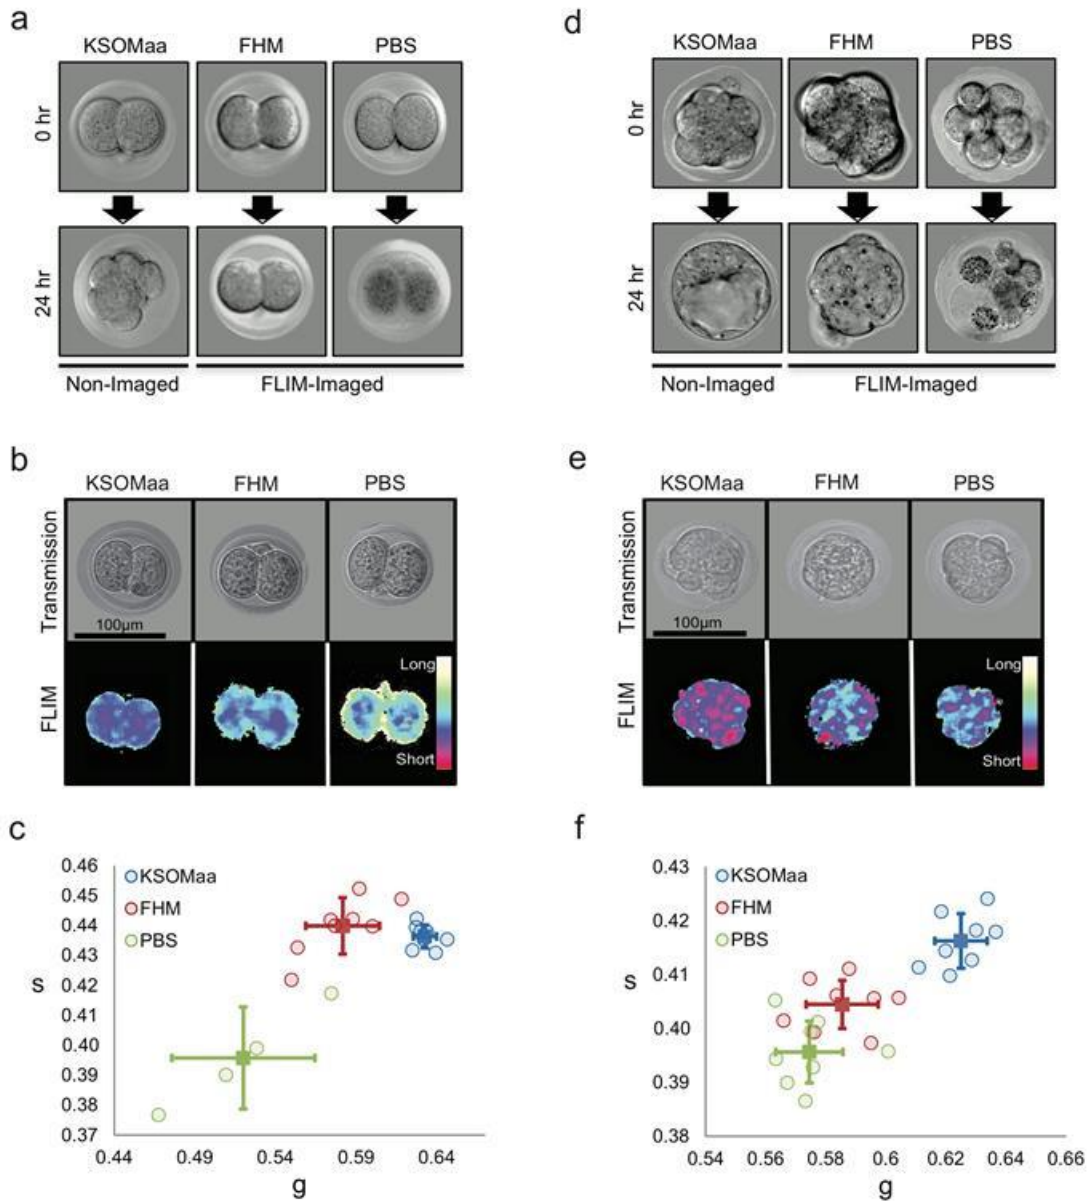 a
KSOMaa FHM PBS
0 hr
24 hr
Non-Imaged FLIM-Imaged
d
KSOMaa FHM PBS
0 hr
24 hr
Non-Imaged FLIM-Imaged
b
KSOMaa FHM PBS
Transmission
100µm
FLIM
Long
Short
e
KSOMaa FHM PBS
Transmission
100µm
FLIM
Long
Short
c
0.46
0.45
0.44
0.43
0.42
0.40
0.39
0.38
0.37
s
KSOMaa
FHM
PBS
0.44 0.49 0.54 0.59 0.64
g
f
0.43
0.42
0.41
0.40
0.39
0.38
s
KSOMaa
FHM
PBS
0.54 0.56 0.58 0.6 0.62 0.64 0.66
g